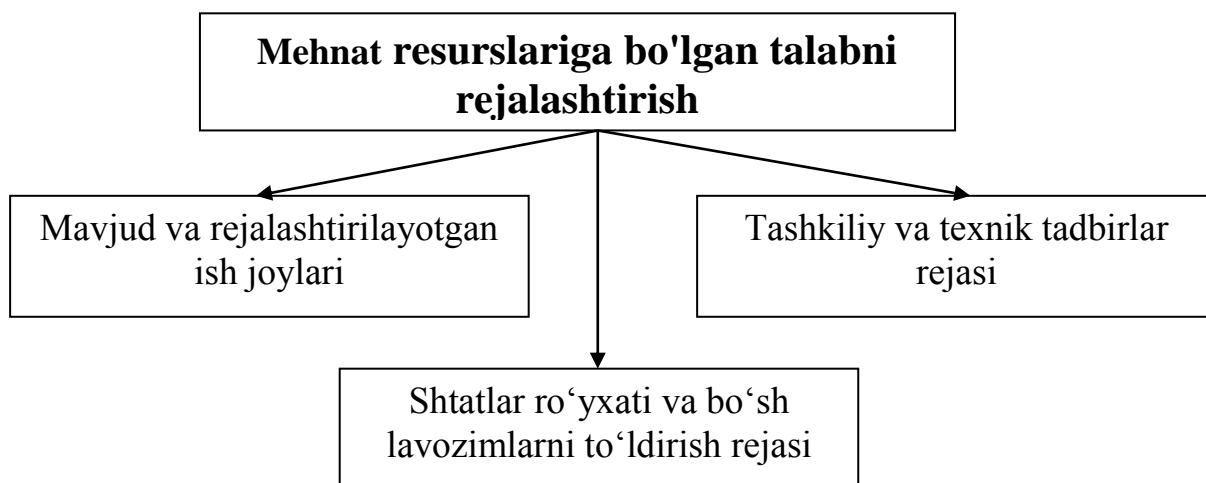 Mehnat resurslariga bo'lgan talabni
rejalashtirish
Mavjud va rejalashtirilayotgan
ish joylari
Tashkiliy va texnik tadbirlar
rejasi
Shtatlar ro‘yxati va bo‘sh
lavozimlarni to‘ldirish rejasi